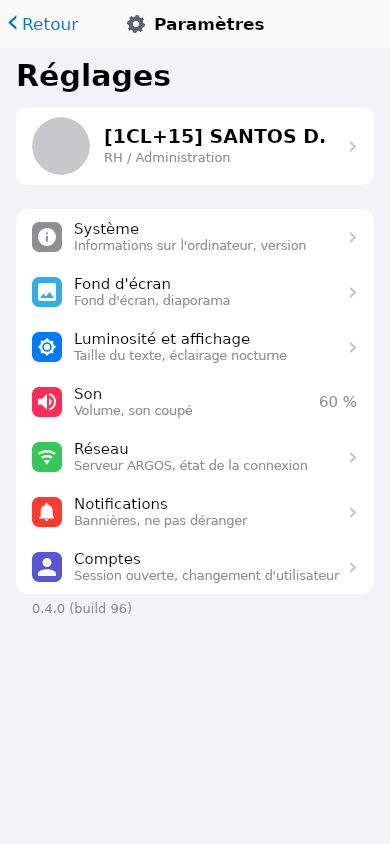 Retour
Paramètres
Réglages
[1CL+15] SANTOS D.
RH / Administration
Système
Informations sur l'ordinateur, version
Fond d'écran
Fond d'écran, diaporama
Luminosité et affichage
Taille du texte, éclairage nocturne
Son
Volume, son coupé
60 %
Réseau
Serveur ARGOS, état de la connexion
Notifications
Bannières, ne pas déranger
Comptes
Session ouverte, changement d'utilisateur
0.4.0 (build 96)